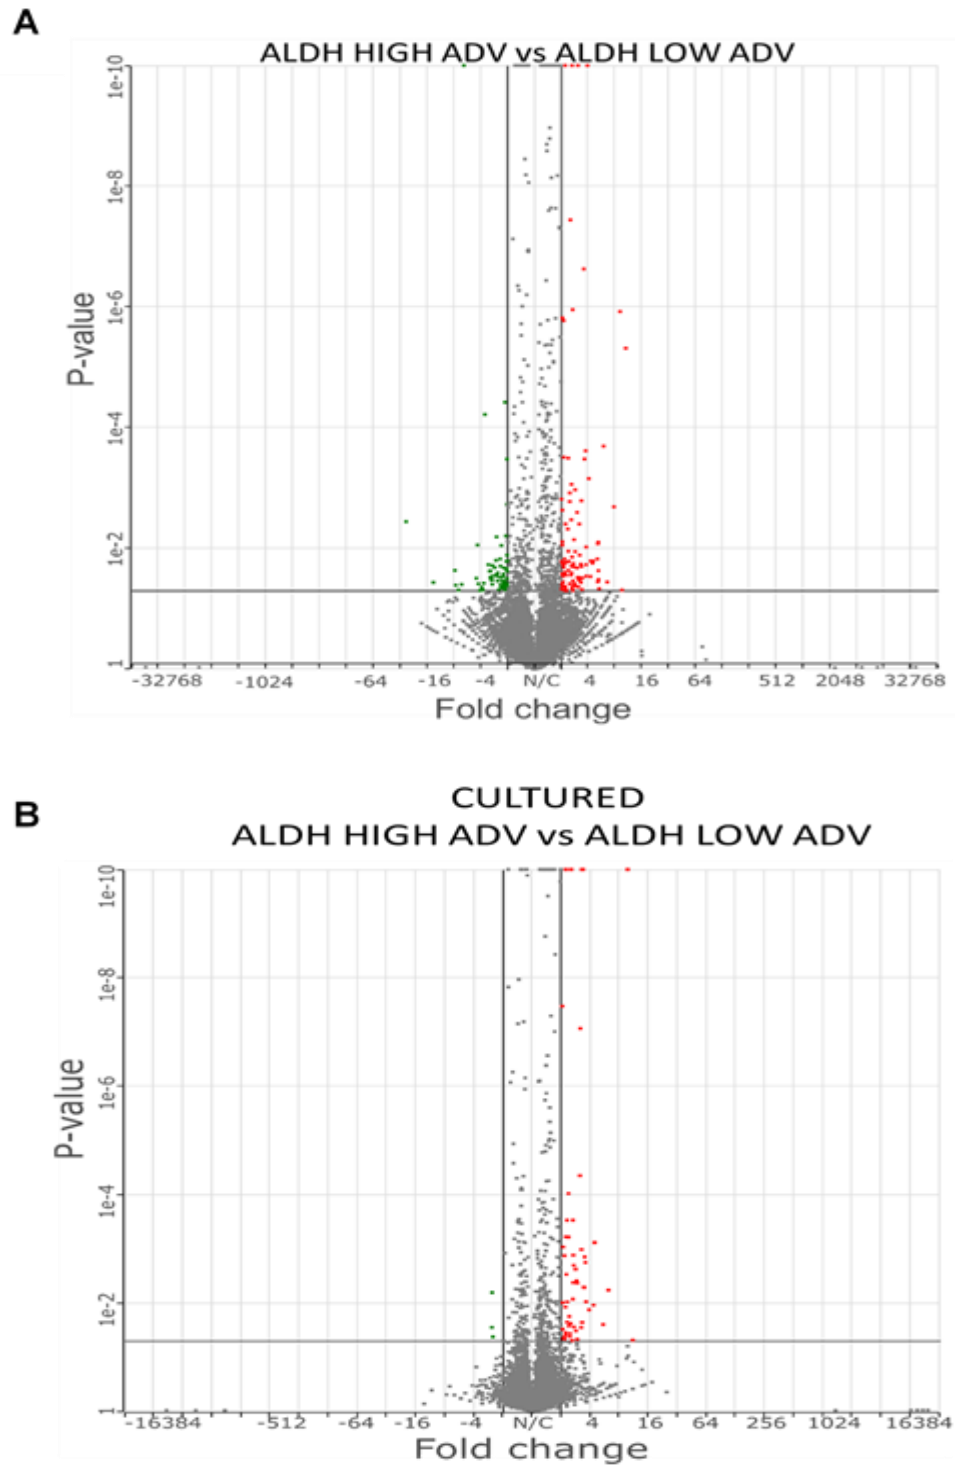 A
ALDH HIGH ADV vs ALDH LOW ADV
P-value
1e-10
1e-8
1e-6
1e-4
1e-2
1
-32768 -1024 -64 -16 -4 N/C 4 16 64 512 2048 32768
Fold change
B
CULTURED
ALDH HIGH ADV vs ALDH LOW ADV
P-value
1e-10
1e-8
1e-6
1e-4
1e-2
1
-16384 -512 -64 -16 -4 N/C 4 16 64 256 1024 16384
Fold change